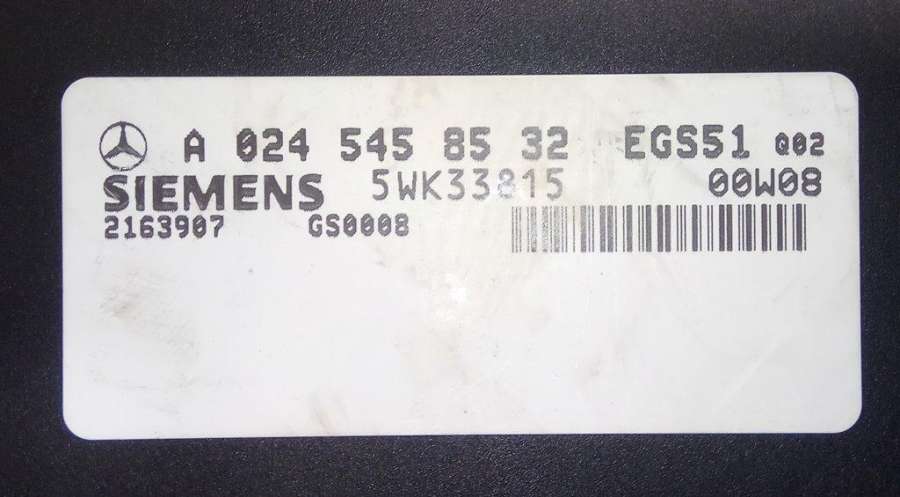 A 024 545 85 32 EGS51 Q02
SIEMENS 5WK33815 00W08
2163907 GS0008